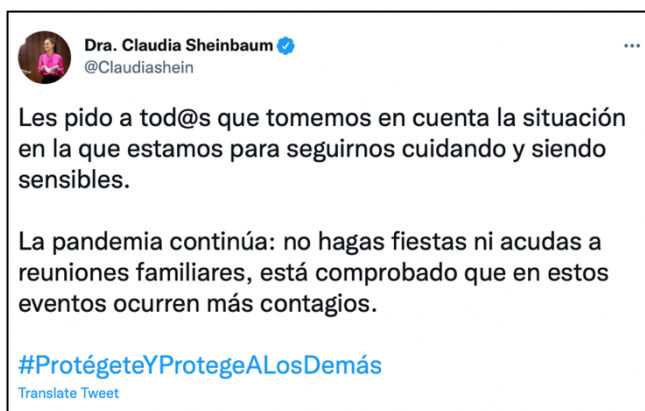 Dra. Claudia Sheinbaum
@Claudiashein
Les pido a tod@s que tomemos en cuenta la situación
en la que estamos para seguirnos cuidando y siendo
sensibles.
La pandemia continúa: no hagas fiestas ni acudas a
reuniones familiares, está comprobado que en estos
eventos ocurren más contagios.
#ProtégeteYProtegeALosDemás
Translate Tweet